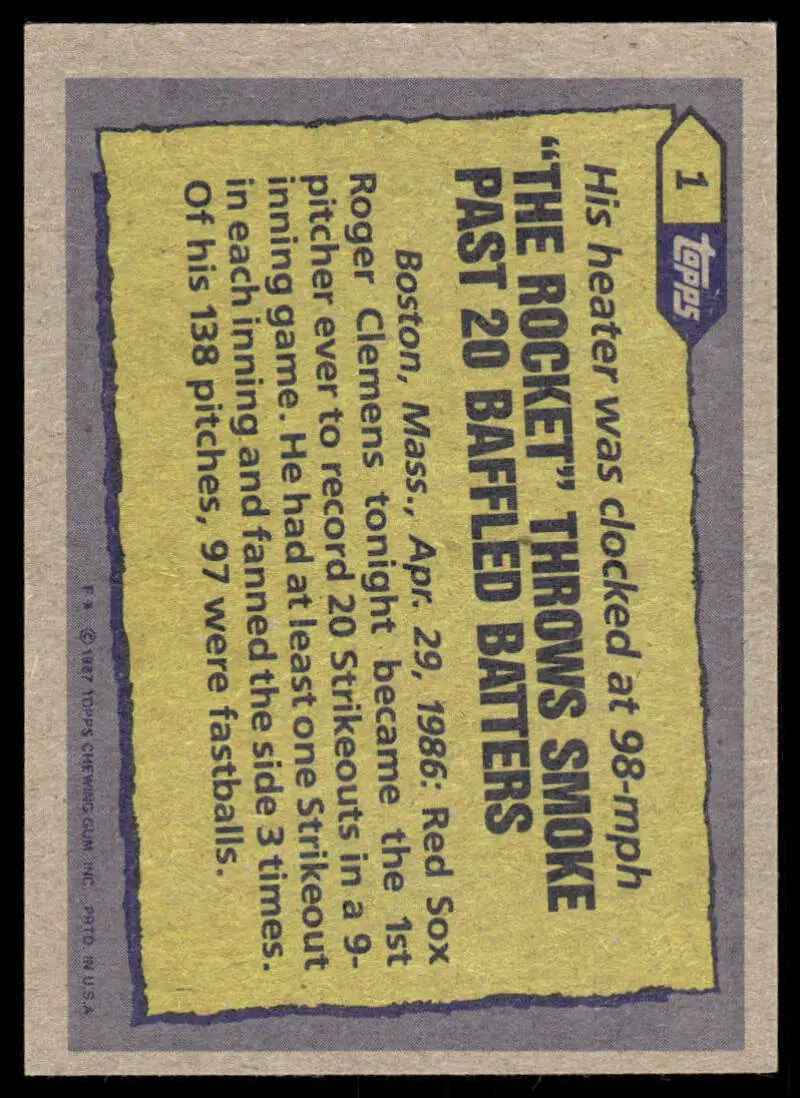 1 topps
His heater was clocked at 98-mph
“THE ROCKET” THROWS SMOKE
PAST 20 BAFFLED BATTERS
Boston, Mass., Apr. 29, 1986: Red Sox
Roger Clemens tonight became the 1st
pitcher ever to record 20 Strikeouts in a 9-
inning game. He had at least one Strikeout
in each inning and fanned the side 3 times.
Of his 138 pitches, 97 were fastballs.
F * © 1987 TOPPS CHEWING GUM, INC. PRTD. IN U.S.A.